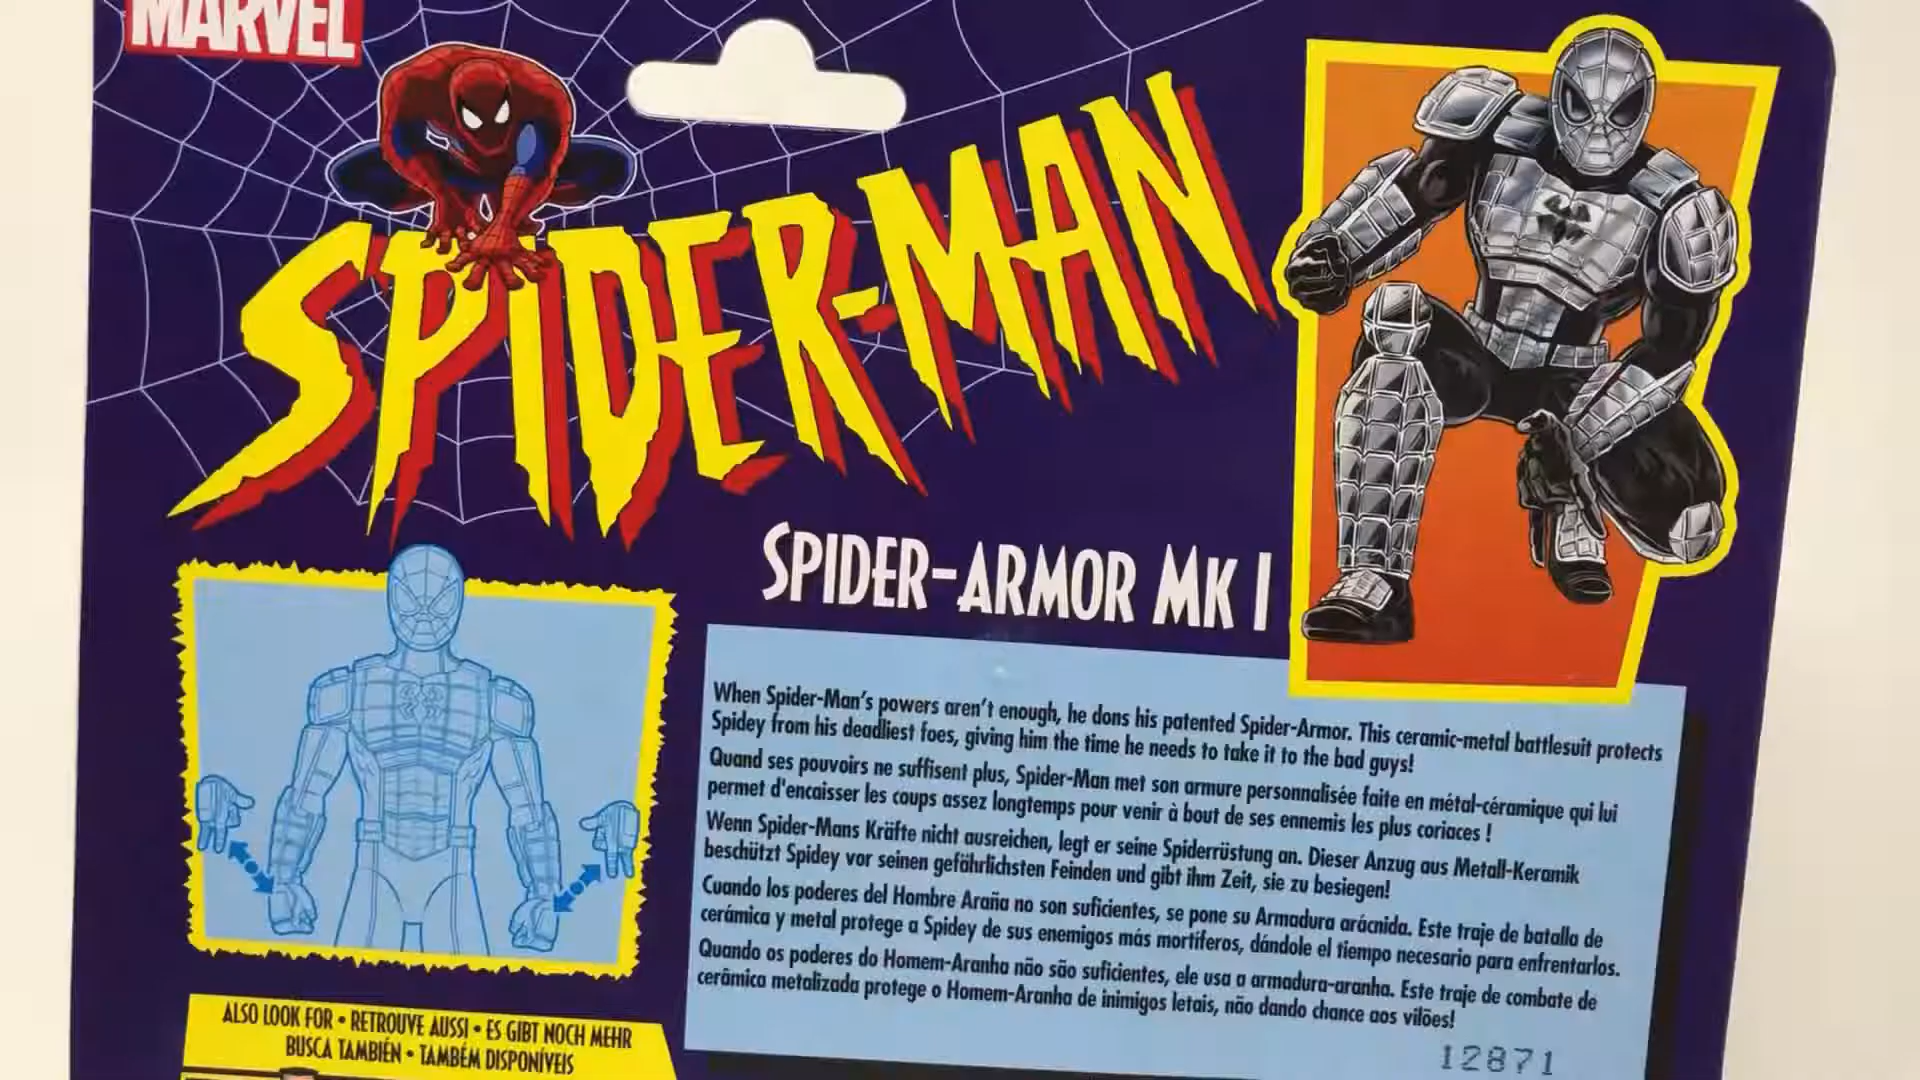 MARVEL
SPIDER-MAN
SPIDER-ARMOR MK I
When Spider-Man's powers aren't enough, he dons his patented Spider-Armor. This ceramic-metal battlesuit protects
Spidey from his deadliest foes, giving him the time he needs to take it to the bad guys!
Quand ses pouvoirs ne suffisent plus, Spider-Man met son armure personnalisée faite en métal-céramique qui lui
permet d'encaisser les coups assez longtemps pour venir à bout de ses ennemis les plus coriaces !
Wenn Spider-Mans Kräfte nicht ausreichen, legt er seine Spiderrüstung an. Dieser Anzug aus Metall-Keramik
beschützt Spidey vor seinen gefährlichsten Feinden und gibt ihm Zeit, sie zu besiegen!
Cuando los poderes del Hombre Araña no son suficientes, se pone su Armadura arácnida. Este traje de batalla de
cerámica y metal protege a Spidey de sus enemigos más mortíferos, dándole el tiempo necesario para enfrentarlos.
Quando os poderes do Homem-Aranha não são suficientes, ele usa a armadura-aranha. Este traje de combate de
cerâmica metalizada protege o Homem-Aranha de inimigos letais, não dando chance aos vilões!
12871
ALSO LOOK FOR • RETROUVE AUSSI • ES GIBT NOCH MEHR
BUSCA TAMBIÉN • TAMBÉM DISPONÍVEIS